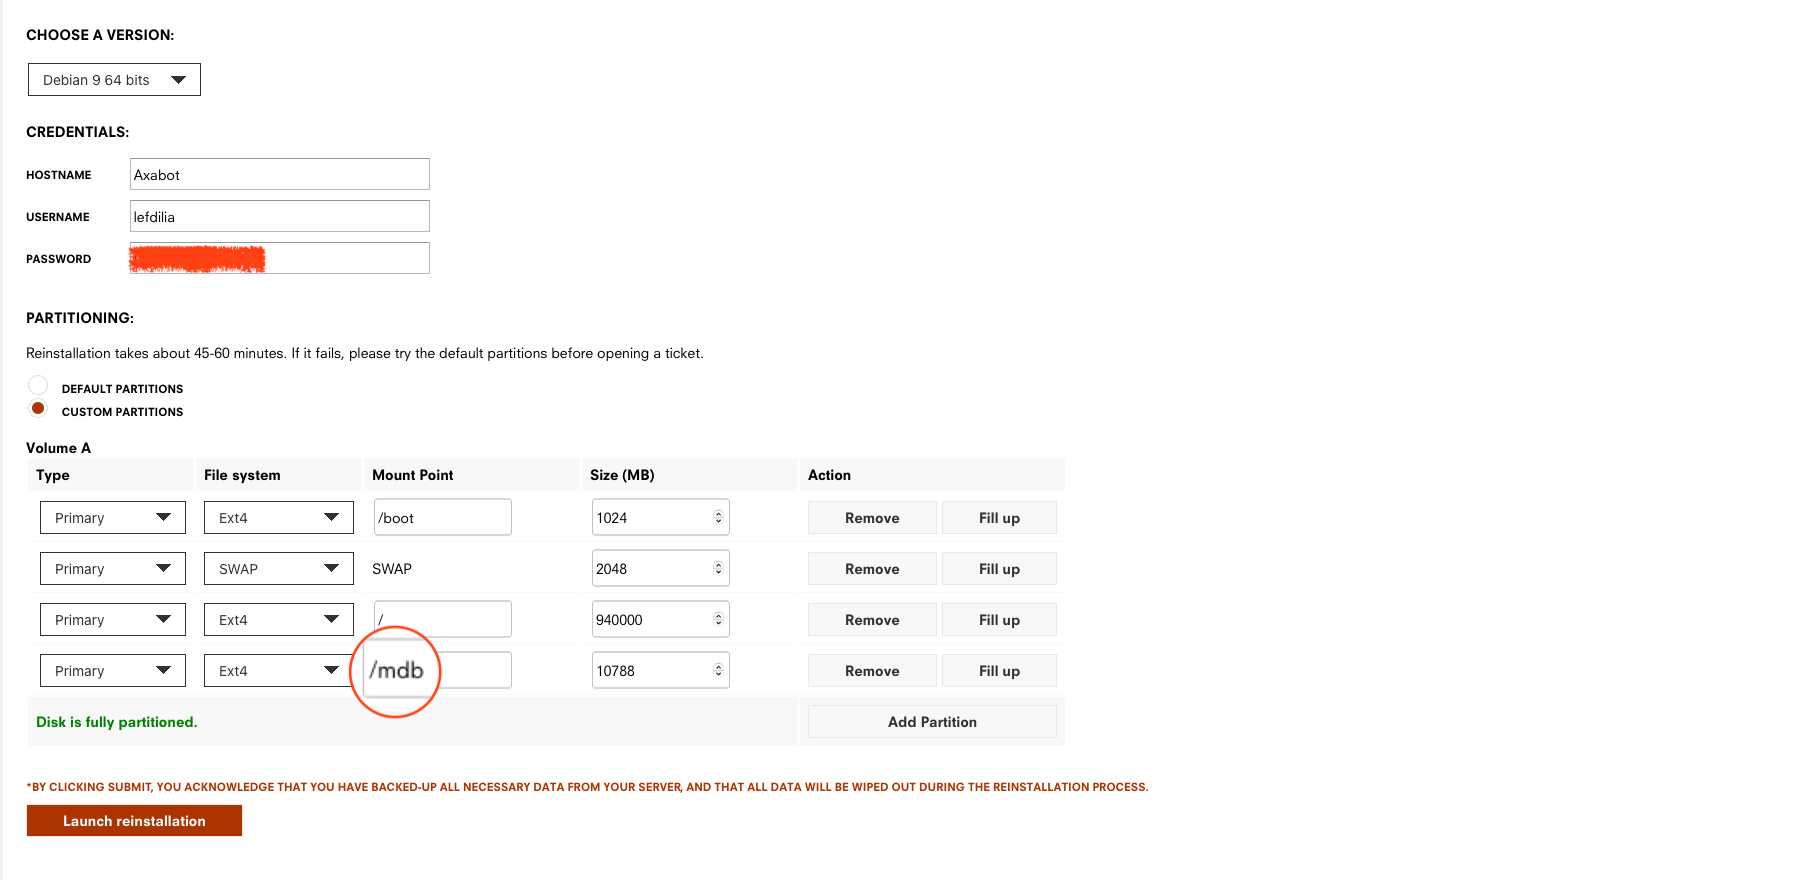 CHOOSE A VERSION:
Debian 9 64 bits
CREDENTIALS:
HOSTNAME Axabot
USERNAME lefdilia
PASSWORD
PARTITIONING:
Reinstallation takes about 45-60 minutes. If it fails, please try the default partitions before opening a ticket.
DEFAULT PARTITIONS
CUSTOM PARTITIONS
Volume A
Type File system Mount Point Size (MB) Action
Primary Ext4 /boot 1024 Remove Fill up
Primary SWAP SWAP 2048 Remove Fill up
Primary Ext4 / 940000 Remove Fill up
Primary Ext4 /mdb 10788 Remove Fill up
Disk is fully partitioned. Add Partition
*BY CLICKING SUBMIT, YOU ACKNOWLEDGE THAT YOU HAVE BACKED-UP ALL NECESSARY DATA FROM YOUR SERVER, AND THAT ALL DATA WILL BE WIPED OUT DURING THE REINSTALLATION PROCESS.
Launch reinstallation